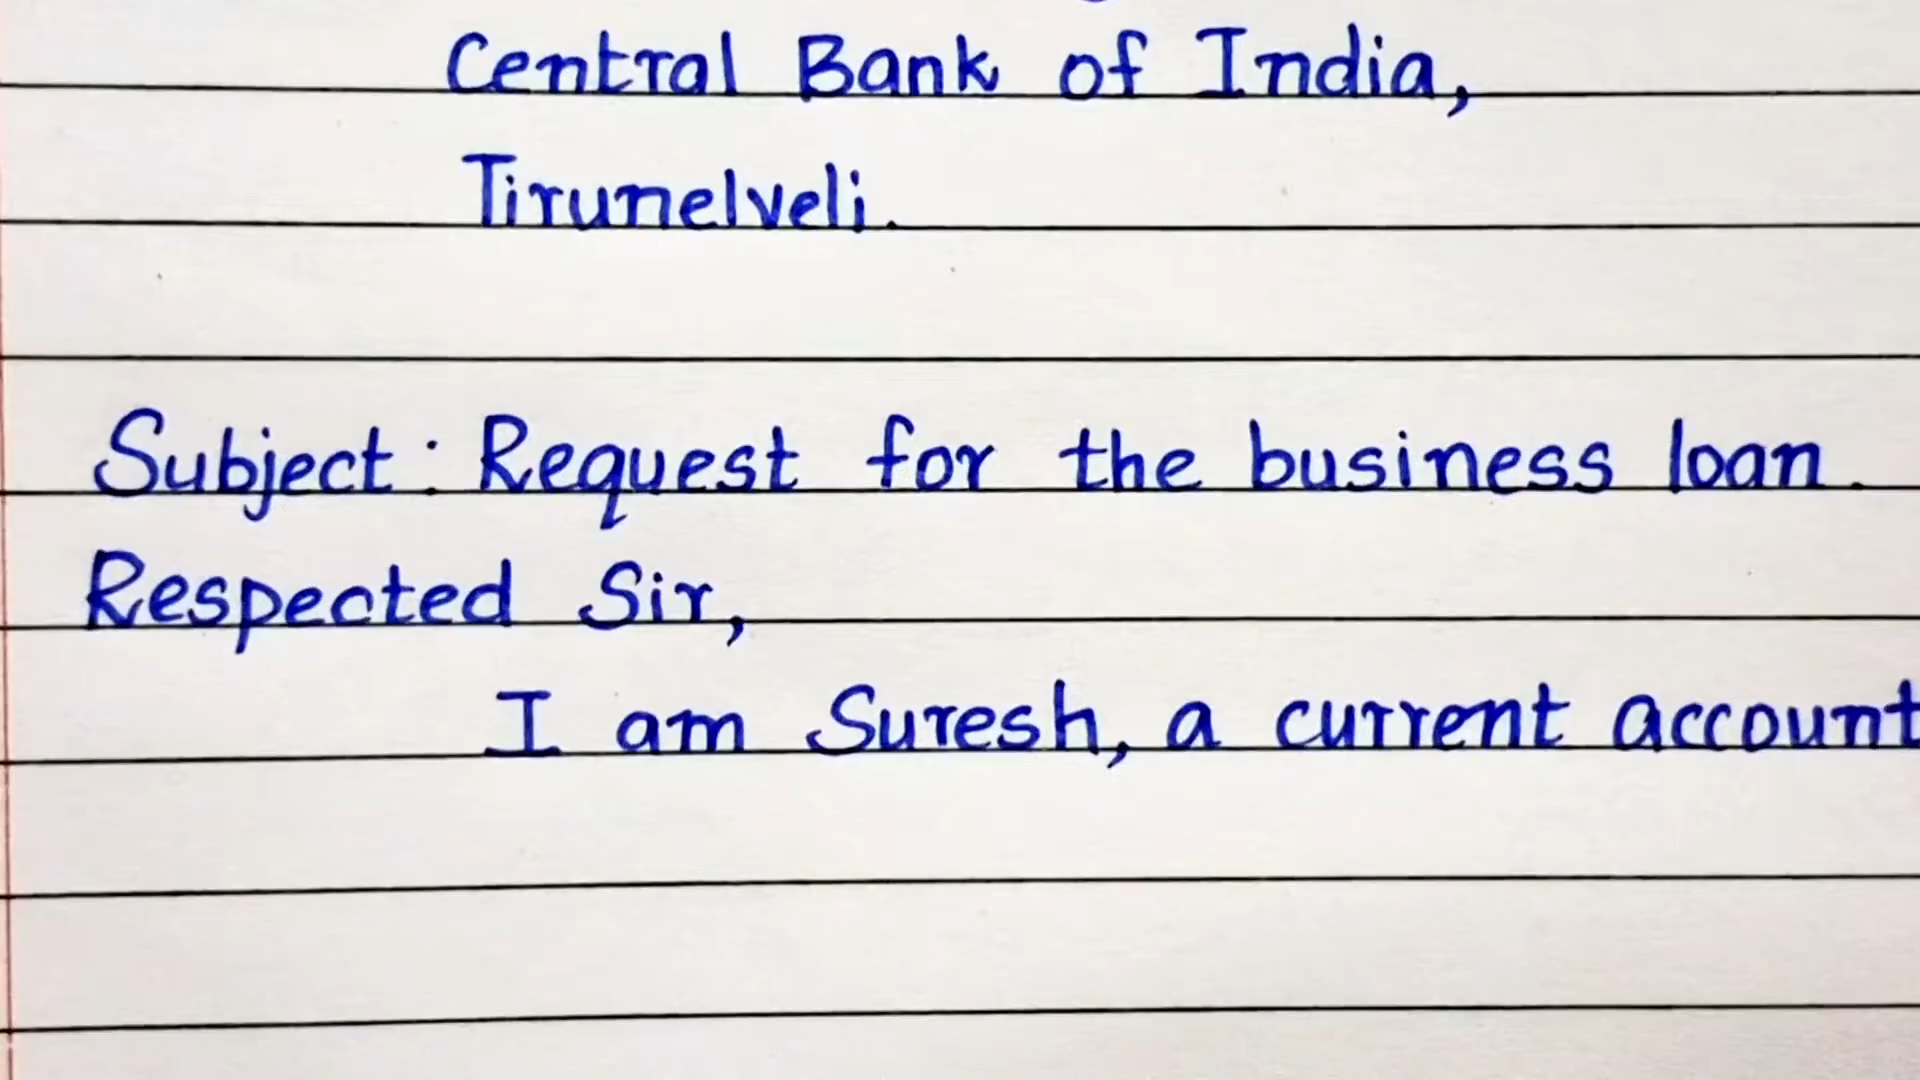 Central Bank of India,
Tirunelveli.
Subject: Request for the business loan.
Respected Sir,
I am Suresh, a current account